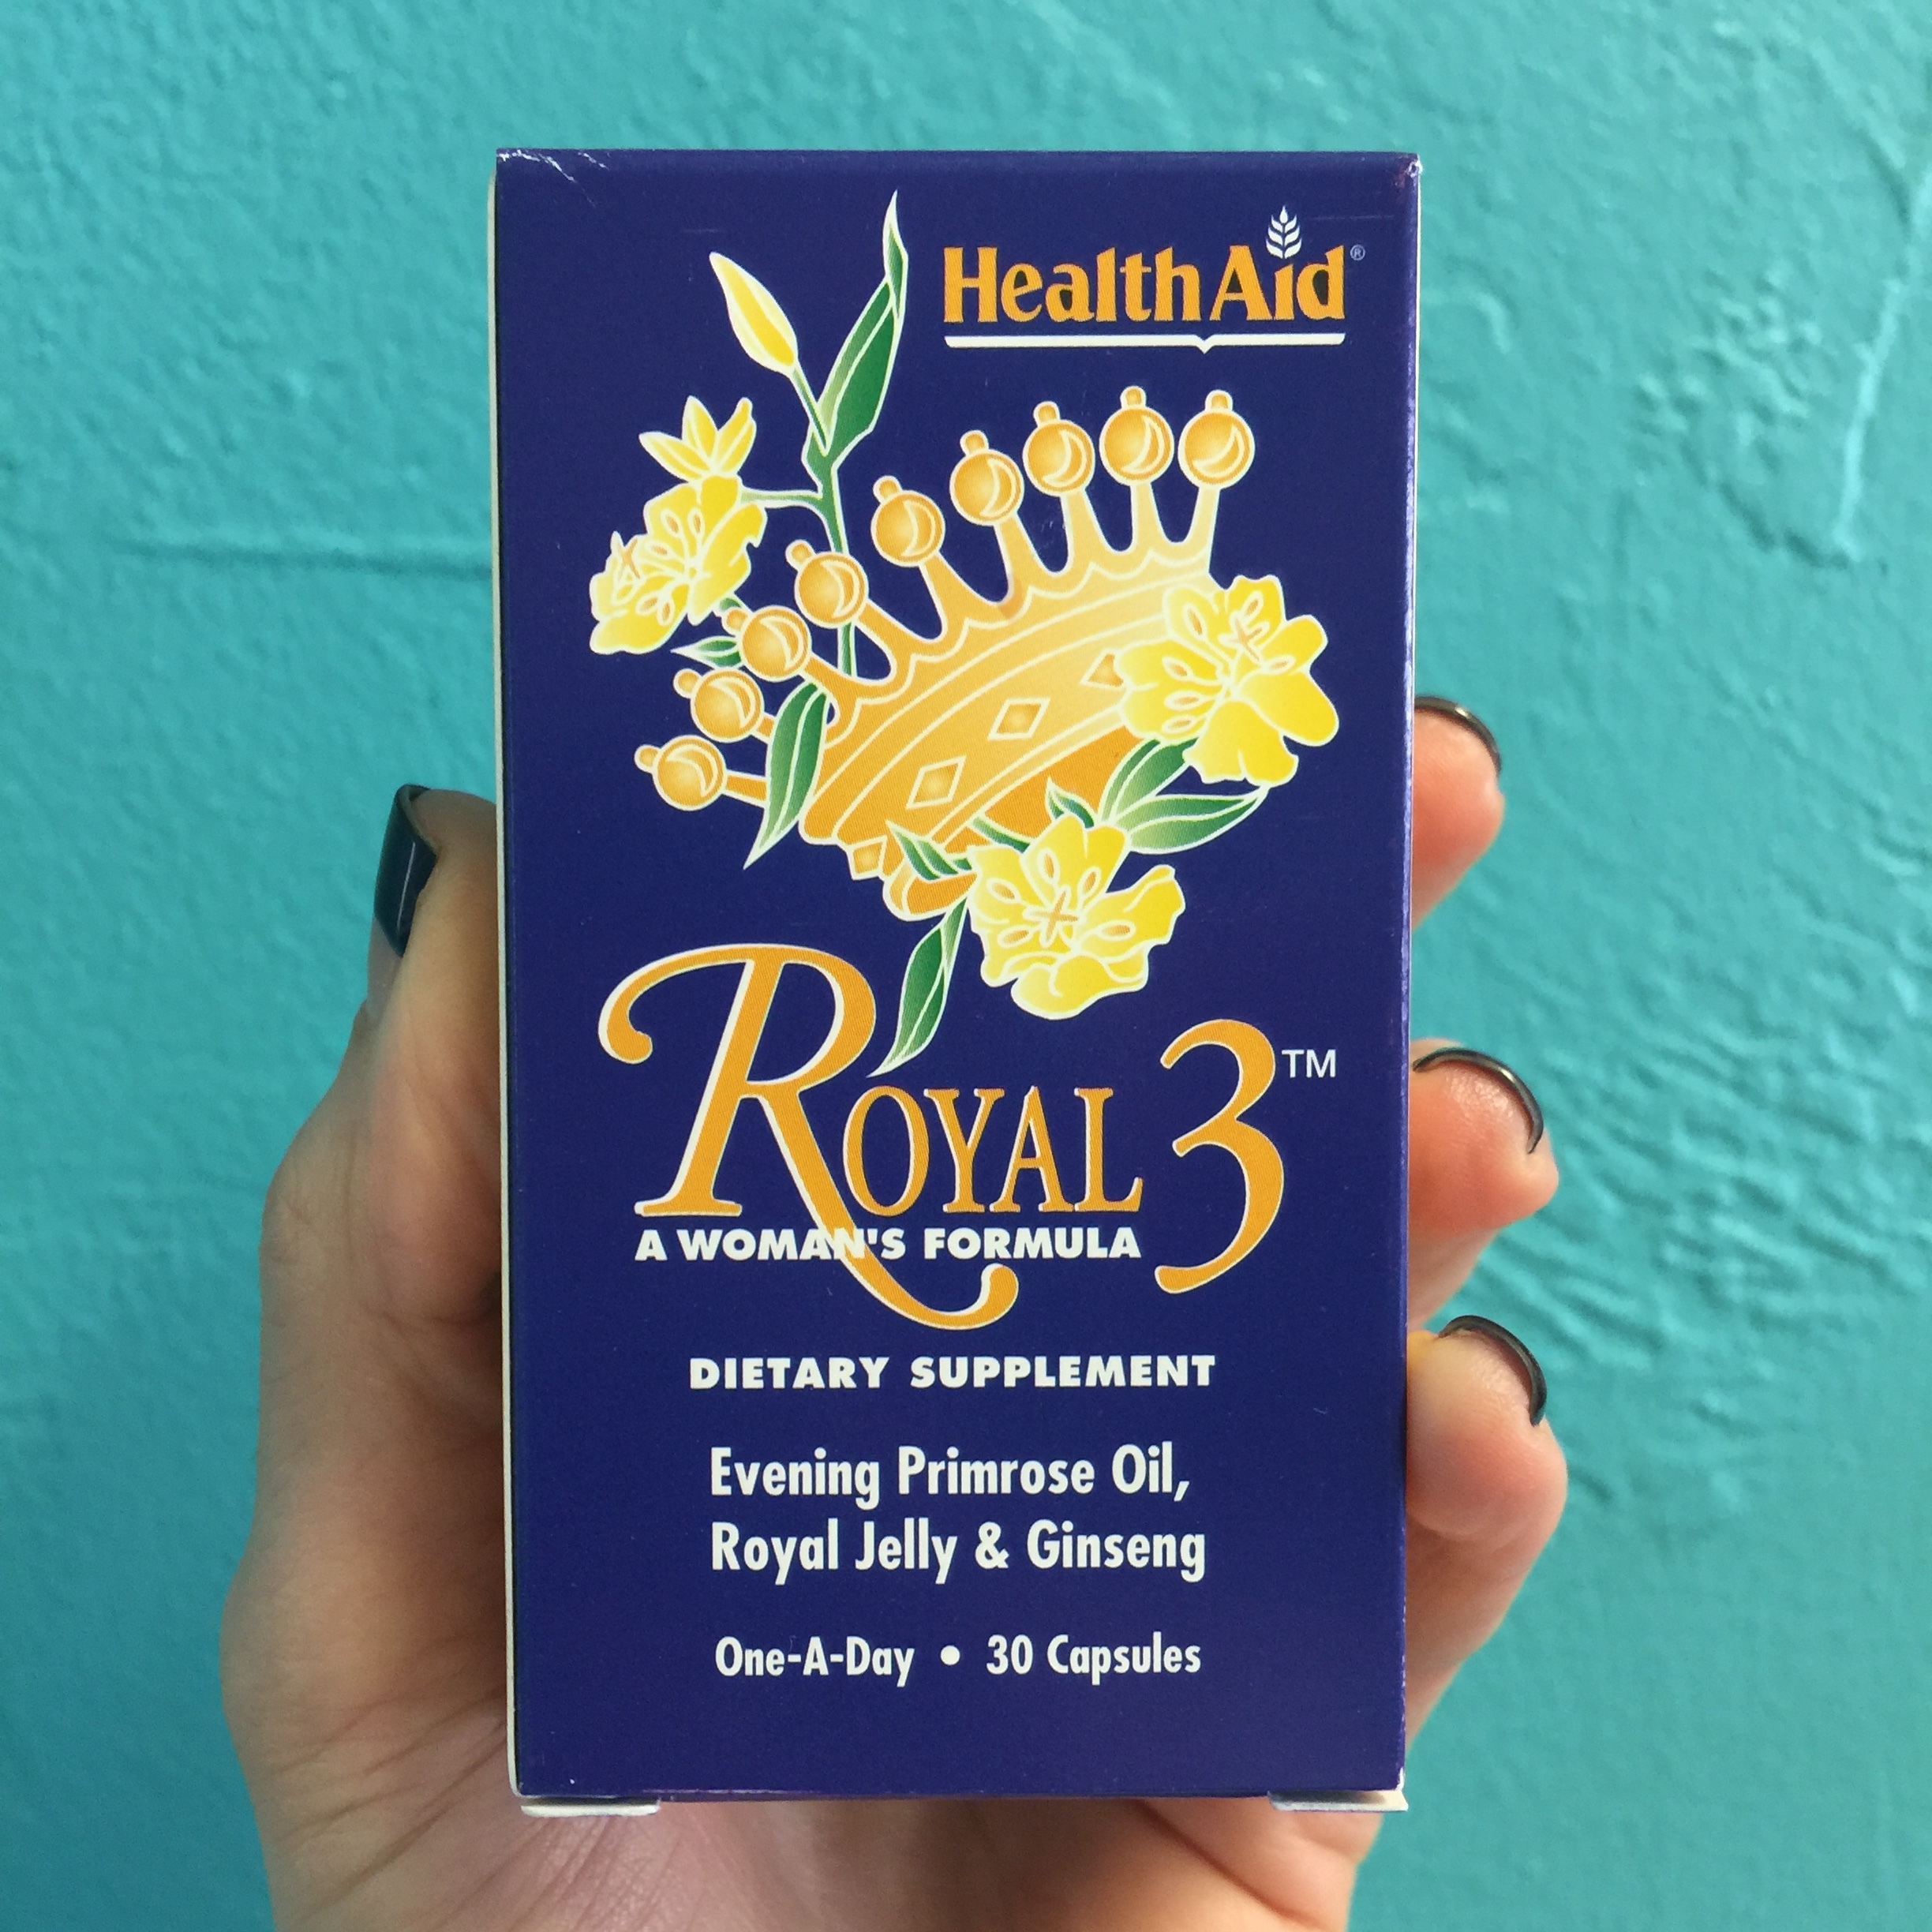 HealthAid®
ROYAL 3™
A WOMAN'S FORMULA
DIETARY SUPPLEMENT
Evening Primrose Oil,
Royal Jelly & Ginseng
One-A-Day • 30 Capsules